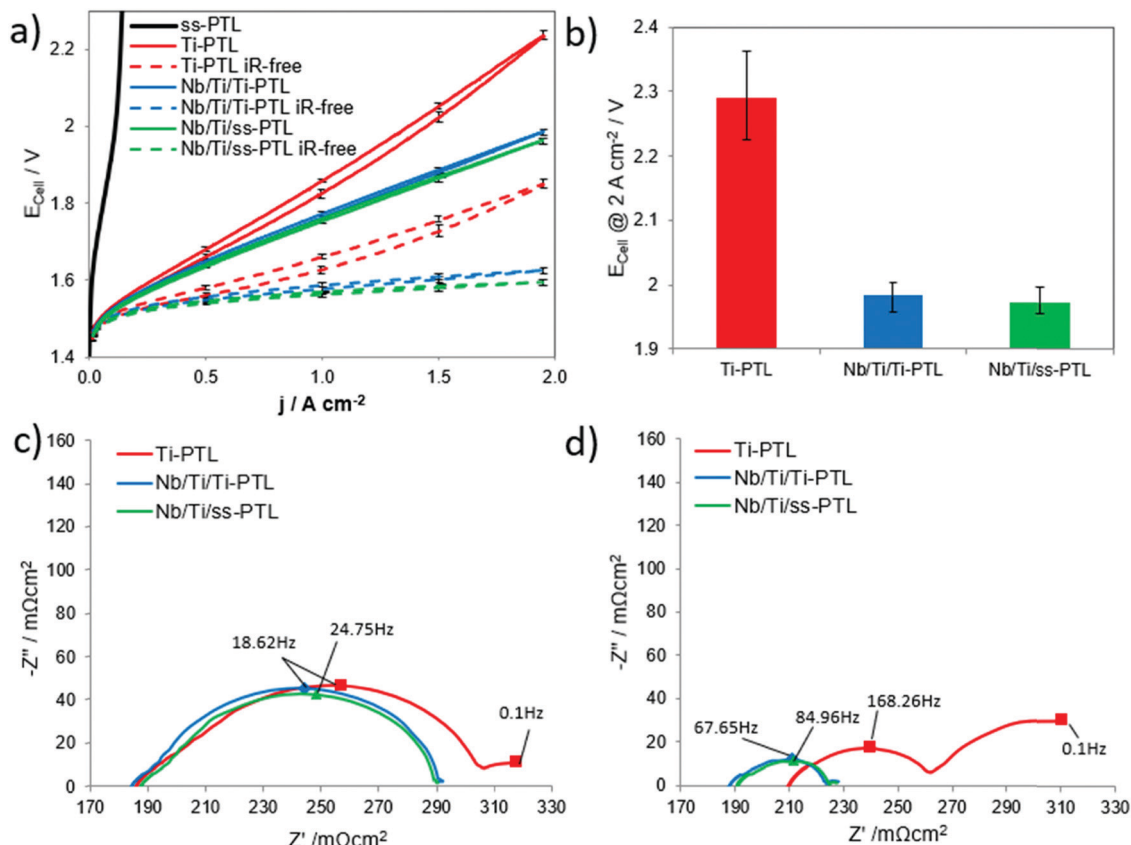 a)
ss-PTL
Ti-PTL
Ti-PTL iR-free
Nb/Ti/Ti-PTL
Nb/Ti/Ti-PTL iR-free
Nb/Ti/ss-PTL
Nb/Ti/ss-PTL iR-free
E_Cell / V
2.2
2
1.8
1.6
1.4
0.0 0.5 1.0 1.5 2.0
j / A cm⁻²
b)
E_Cell @ 2 A cm⁻² / V
2.4
2.3
2.2
2.1
2
1.9
Ti-PTL Nb/Ti/Ti-PTL Nb/Ti/ss-PTL
c)
Ti-PTL
Nb/Ti/Ti-PTL
Nb/Ti/ss-PTL
-Z'' / mΩcm²
160
140
120
100
80
60
40
20
0
18.62Hz
24.75Hz
0.1Hz
170 190 210 230 250 270 290 310 330
Z' /mΩcm²
d)
Ti-PTL
Nb/Ti/Ti-PTL
Nb/Ti/ss-PTL
-Z'' / mΩcm²
160
140
120
100
80
60
40
20
0
67.65Hz
84.96Hz
168.26Hz
0.1Hz
170 190 210 230 250 270 290 310 330
Z' /mΩcm²